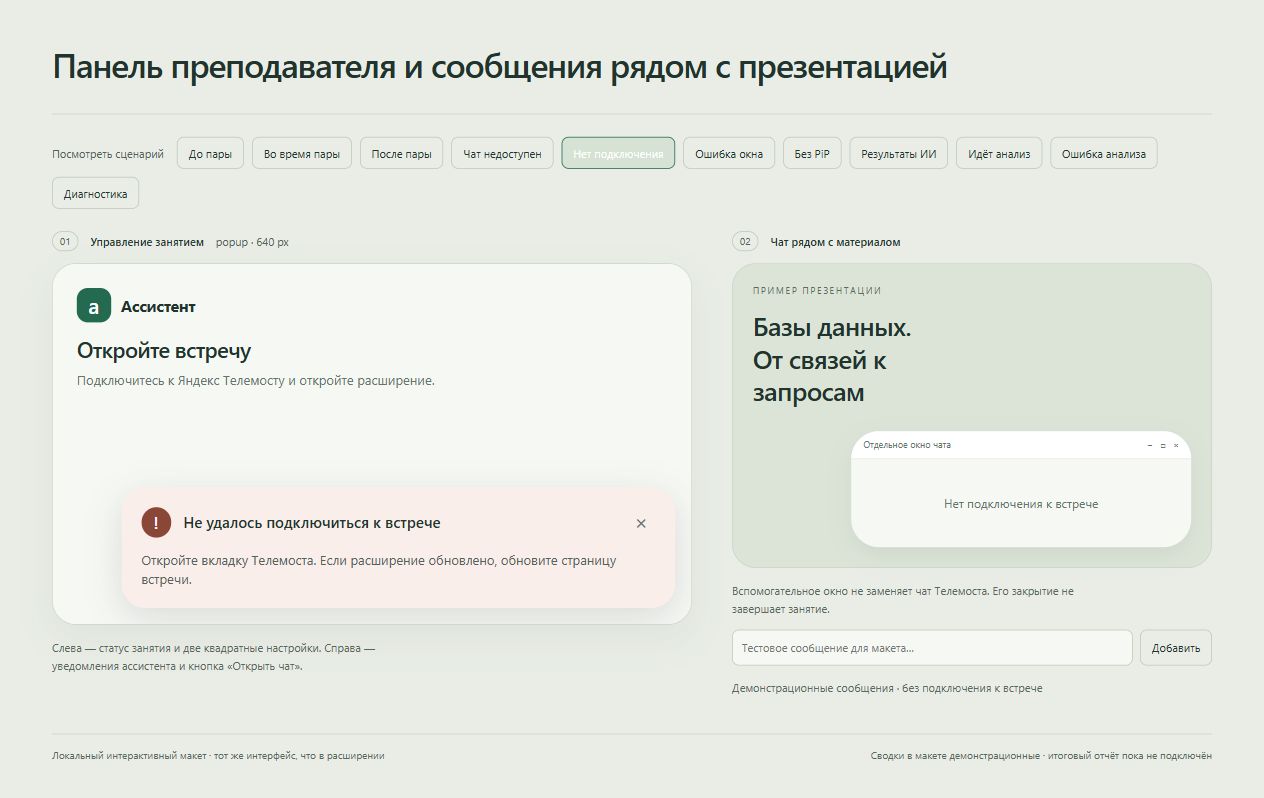 Панель преподавателя и сообщения рядом с презентацией
Посмотреть сценарий
До пары
Во время пары
После пары
Чат недоступен
Нет подключения
Ошибка окна
Без PiP
Результаты ИИ
Идёт анализ
Ошибка анализа
Диагностика
01 Управление занятием popup · 640 px
а Ассистент
Откройте встречу
Подключитесь к Яндекс Телемосту и откройте расширение.
! Не удалось подключиться к встрече ×
Откройте вкладку Телемоста. Если расширение обновлено, обновите страницу
встречи.
Слева — статус занятия и две квадратные настройки. Справа —
уведомления ассистента и кнопка «Открыть чат».
02 Чат рядом с материалом
ПРИМЕР ПРЕЗЕНТАЦИИ
Базы данных.
От связей к
запросам
Отдельное окно чата − □ ×
Нет подключения к встрече
Вспомогательное окно не заменяет чат Телемоста. Его закрытие не
завершает занятие.
Тестовое сообщение для макета...
Добавить
Демонстрационные сообщения · без подключения к встрече
Локальный интерактивный макет · тот же интерфейс, что в расширении
Сводки в макете демонстрационные · итоговый отчёт пока не подключён